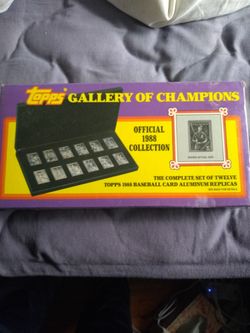 Topps GALLERY OF CHAMPIONS
OFFICIAL
1988
COLLECTION
THE COMPLETE SET OF TWELVE
TOPPS 1988 BASEBALL CARD ALUMINUM REPLICAS